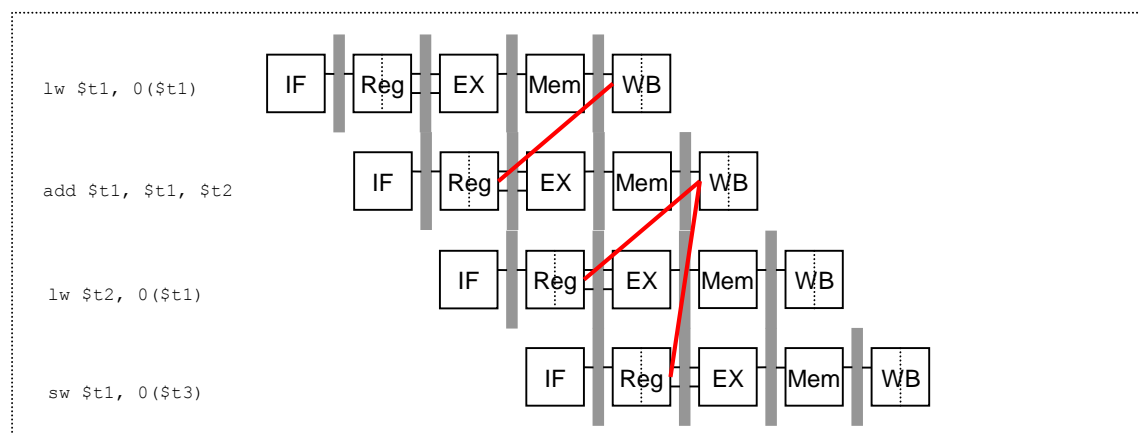 lw $t1, 0($t1) IF Reg EX Mem WB
add $t1, $t1, $t2 IF Reg EX Mem WB
lw $t2, 0($t1) IF Reg EX Mem WB
sw $t1, 0($t3) IF Reg EX Mem WB